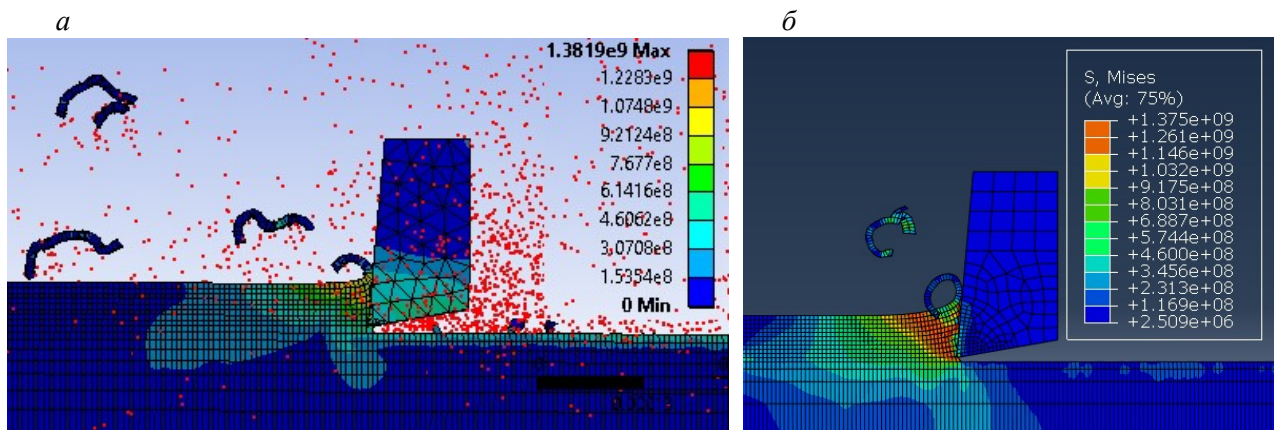 а
б
1.3819e9 Max
1.2283e9
1.0748e9
9.2124e8
7.677e8
6.1416e8
4.6062e8
3.0708e8
1.5354e8
0 Min
S, Mises
(Avg: 75%)
+1.375e+09
+1.261e+09
+1.146e+09
+1.032e+09
+9.175e+08
+8.031e+08
+6.887e+08
+5.744e+08
+4.600e+08
+3.456e+08
+2.313e+08
+1.169e+08
+2.509e+06